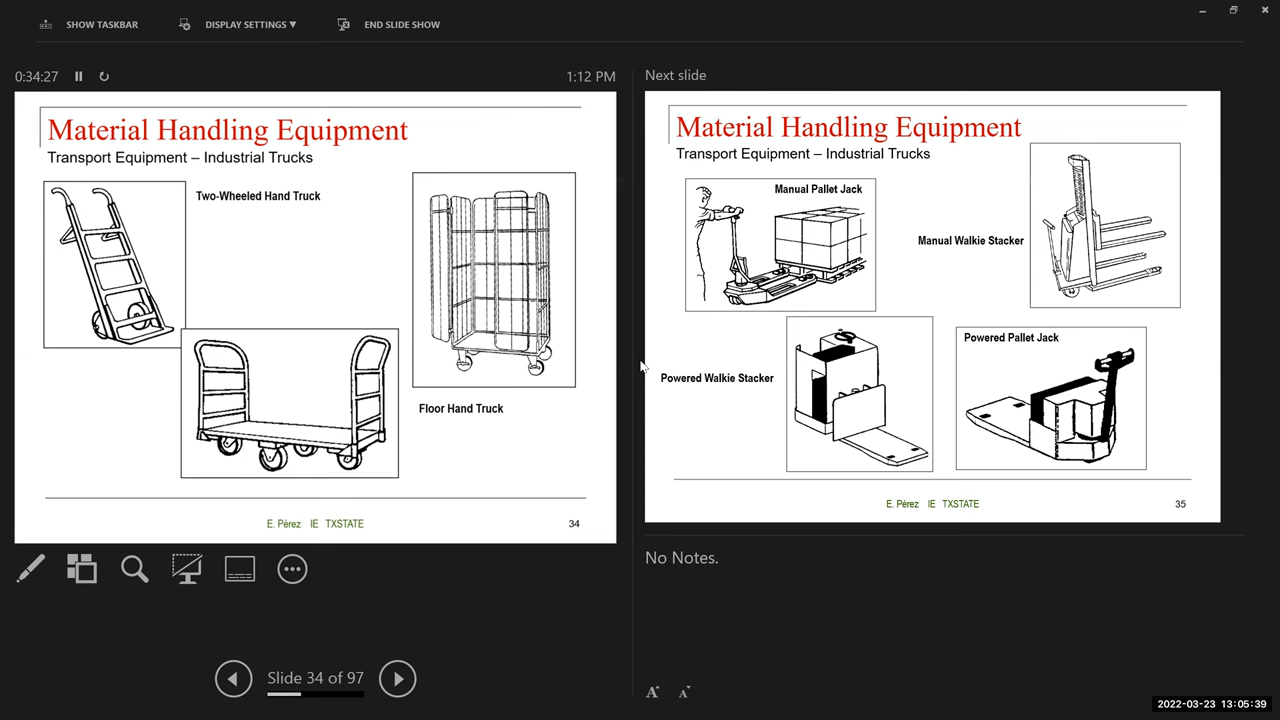 SHOW TASKBAR
DISPLAY SETTINGS ▼
END SLIDE SHOW
0:34:27
1:12 PM
Next slide
Material Handling Equipment
Transport Equipment – Industrial Trucks
Two-Wheeled Hand Truck
Floor Hand Truck
E. Pérez IE TXSTATE
34
Material Handling Equipment
Transport Equipment – Industrial Trucks
Manual Pallet Jack
Manual Walkie Stacker
Powered Pallet Jack
Powered Walkie Stacker
E. Pérez IE TXSTATE
35
No Notes.
Slide 34 of 97
A A
2022-03-23 13:05:39